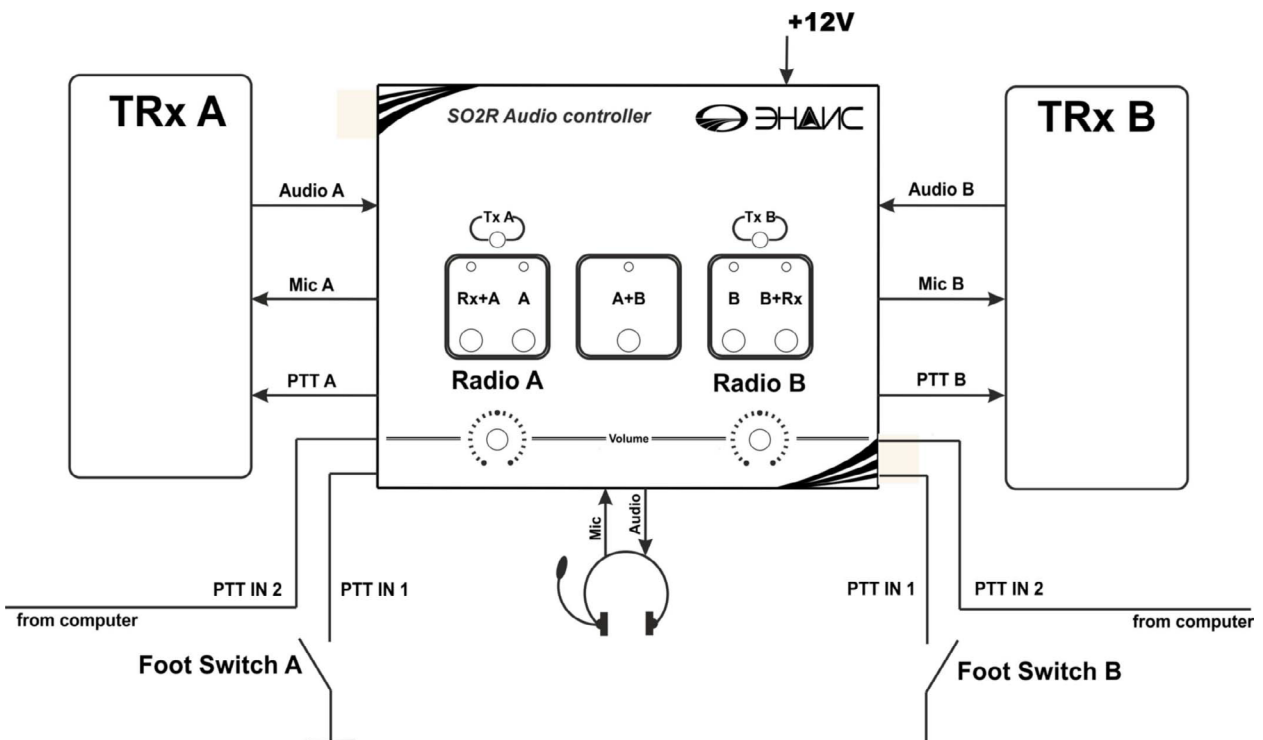 +12V
TRx A
SO2R Audio controller
ЭНДИС
TRx B
Audio A
Audio B
Tx A
Tx B
Mic A
Rx+A A
A+B
B B+Rx
Mic B
PTT A
Radio A
Radio B
PTT B
Volume
Mic
Audio
PTT IN 2
PTT IN 1
PTT IN 1
PTT IN 2
from computer
from computer
Foot Switch A
Foot Switch B